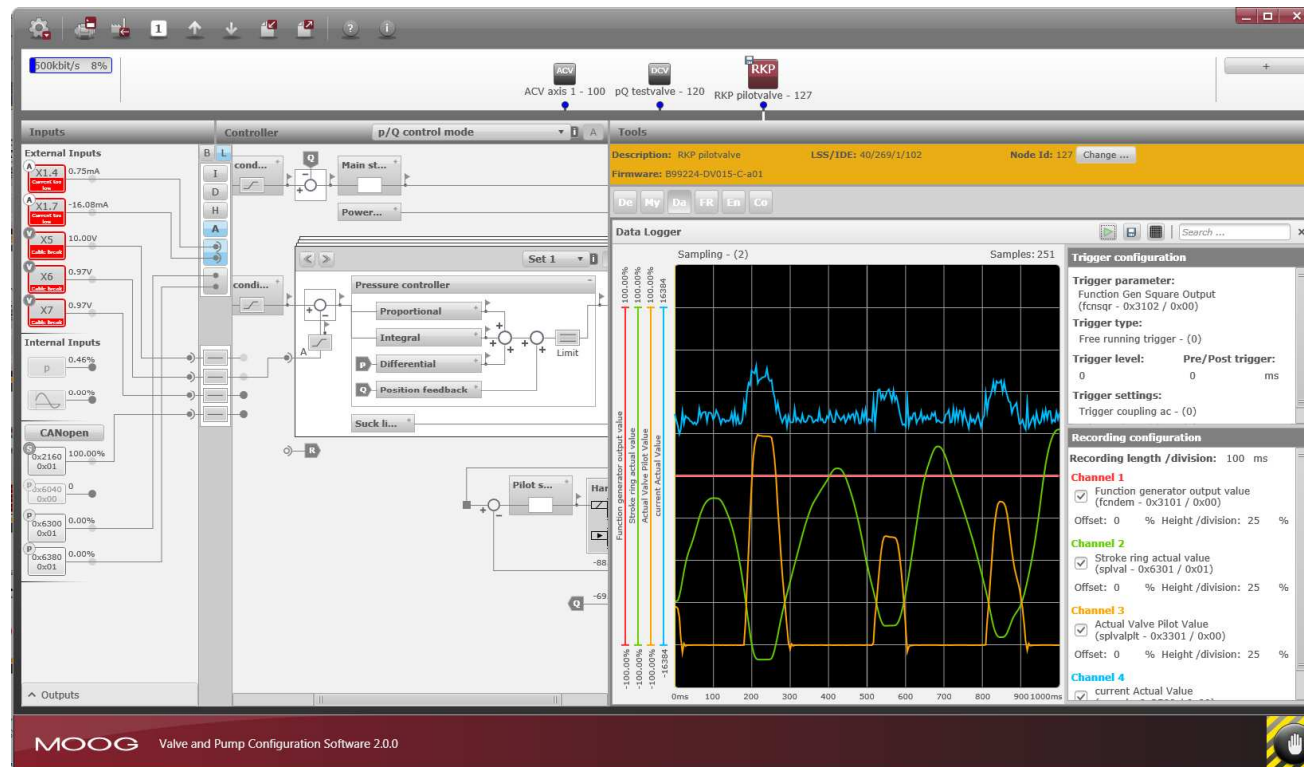 1
?
i
500kbit/s 8%
ACV
ACV axis 1 - 100
DCV
pQ testvalve - 120
RKP
RKP pilotvalve - 127
+
Inputs
Controller
p/Q control mode
i
A
Tools
External Inputs
A
X1.4
0.75mA
A
X1.7
-16.08mA
V
X5
Cable break
10.00V
V
X6
Cable break
0.97V
V
X7
Cable break
0.97V
Internal Inputs
p
0.46%
0.00%
CANopen
S
0x2160
0x01
100.00%
P
0x6040
0x00
0
P
0x6300
0x01
0.00%
P
0x6380
0x01
0.00%
Outputs
B
L
I
D
H
A
cond...
Q
Main st...
Power...
Set 1
i
condi...
Pressure controller
Proportional
Integral
P
Differential
Q
Position feedback
Limit
A
Suck li...
R
Pilot s...
Har
-88.
-69.
Q
Description: RKP pilotvalve
LSS/IDE: 40/269/1/102
Node Id: 127
Change ...
Firmware: B99224-DV015-C-a01
De My Da FR En Co
Data Logger
Search ...
Sampling - (2)
Samples: 251
100.00%
100.00%
100.00%
16384
Function generator output value
Stroke ring actual value
Actual Valve Pilot Value
current Actual Value
-100.00%
-100.00%
-100.00%
-16384
0ms 100 200 300 400 500 600 700 800 900 1000ms
Trigger configuration
Trigger parameter:
Function Gen Square Output
(fcnsqr - 0x3102 / 0x00)
Trigger type:
Free running trigger - (0)
Trigger level: Pre/Post trigger:
0 0 ms
Trigger settings:
Trigger coupling ac - (0)
Recording configuration
Recording length /division: 100 ms
Channel 1
Function generator output value
(fcndem - 0x3101 / 0x00)
Offset: 0 % Height /division: 25 %
Channel 2
Stroke ring actual value
(splval - 0x6301 / 0x01)
Offset: 0 % Height /division: 25 %
Channel 3
Actual Valve Pilot Value
(splvalplt - 0x3301 / 0x00)
Offset: 0 % Height /division: 25 %
Channel 4
current Actual Value
MOOG
Valve and Pump Configuration Software 2.0.0